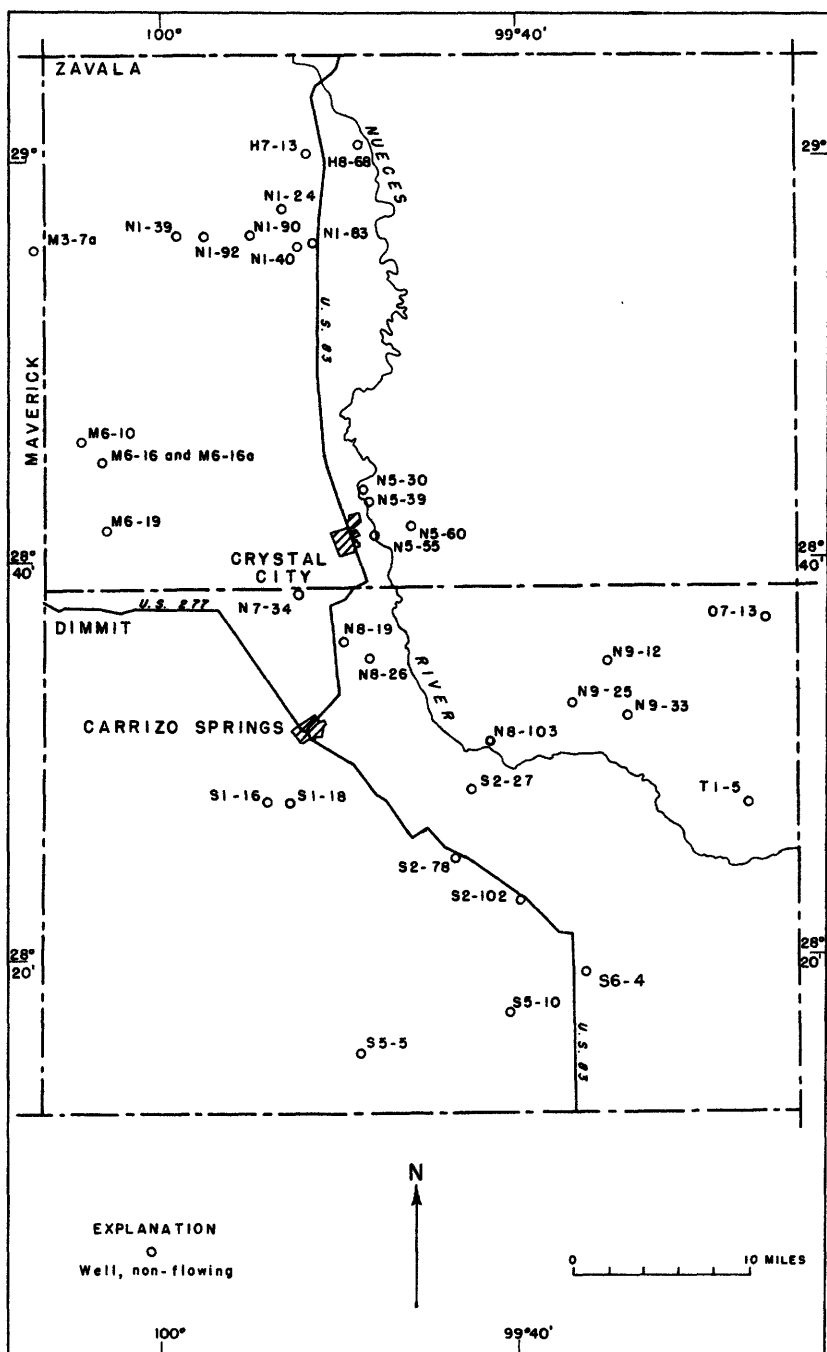 100°
99°40'
ZAVALA
29°
29°
H7-13
H8-68
NUECES
N1-24
N1-39
N1-92
N1-90
N1-40
N1-83
M3-7a
U.S. 83
MAVERICK
M6-10
M6-16 and M6-16a
M6-19
N5-30
N5-39
N5-60
N5-55
CRYSTAL
CITY
28°
40'
28°
40'
N7-34
U.S. 277
DIMMIT
O7-13
N8-19
N8-26
RIVER
N9-12
N9-25
N9-33
CARRIZO SPRINGS
N8-103
S2-27
T1-5
S1-16
S1-18
S2-78
S2-102
28°
20'
28°
20'
S6-4
S5-10
S5-5
U.S. 83
N
EXPLANATION
Well, non-flowing
0 10 MILES
100°
99°40'